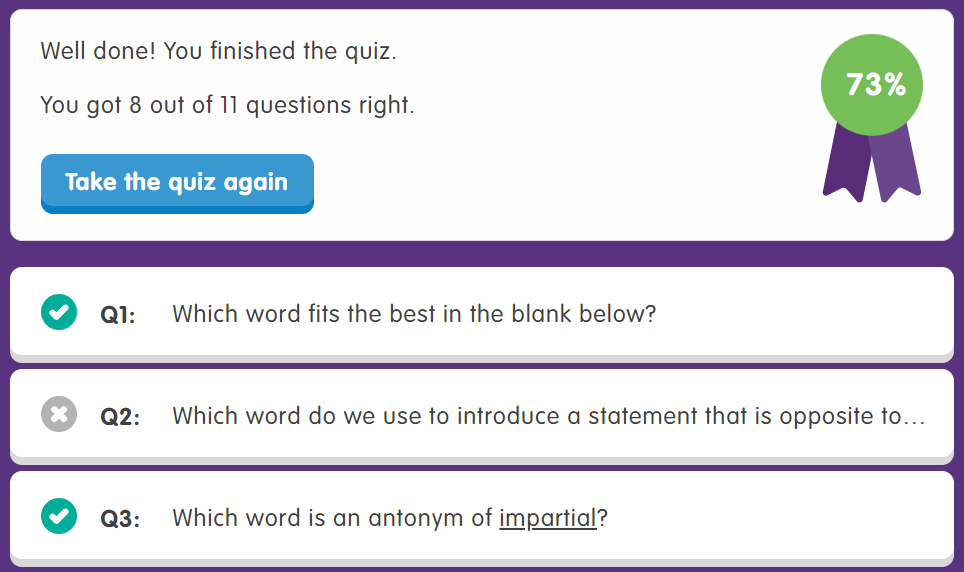 Well done! You finished the quiz.
You got 8 out of 11 questions right.
73%
Take the quiz again
Q1: Which word fits the best in the blank below?
Q2: Which word do we use to introduce a statement that is opposite to...
Q3: Which word is an antonym of impartial?